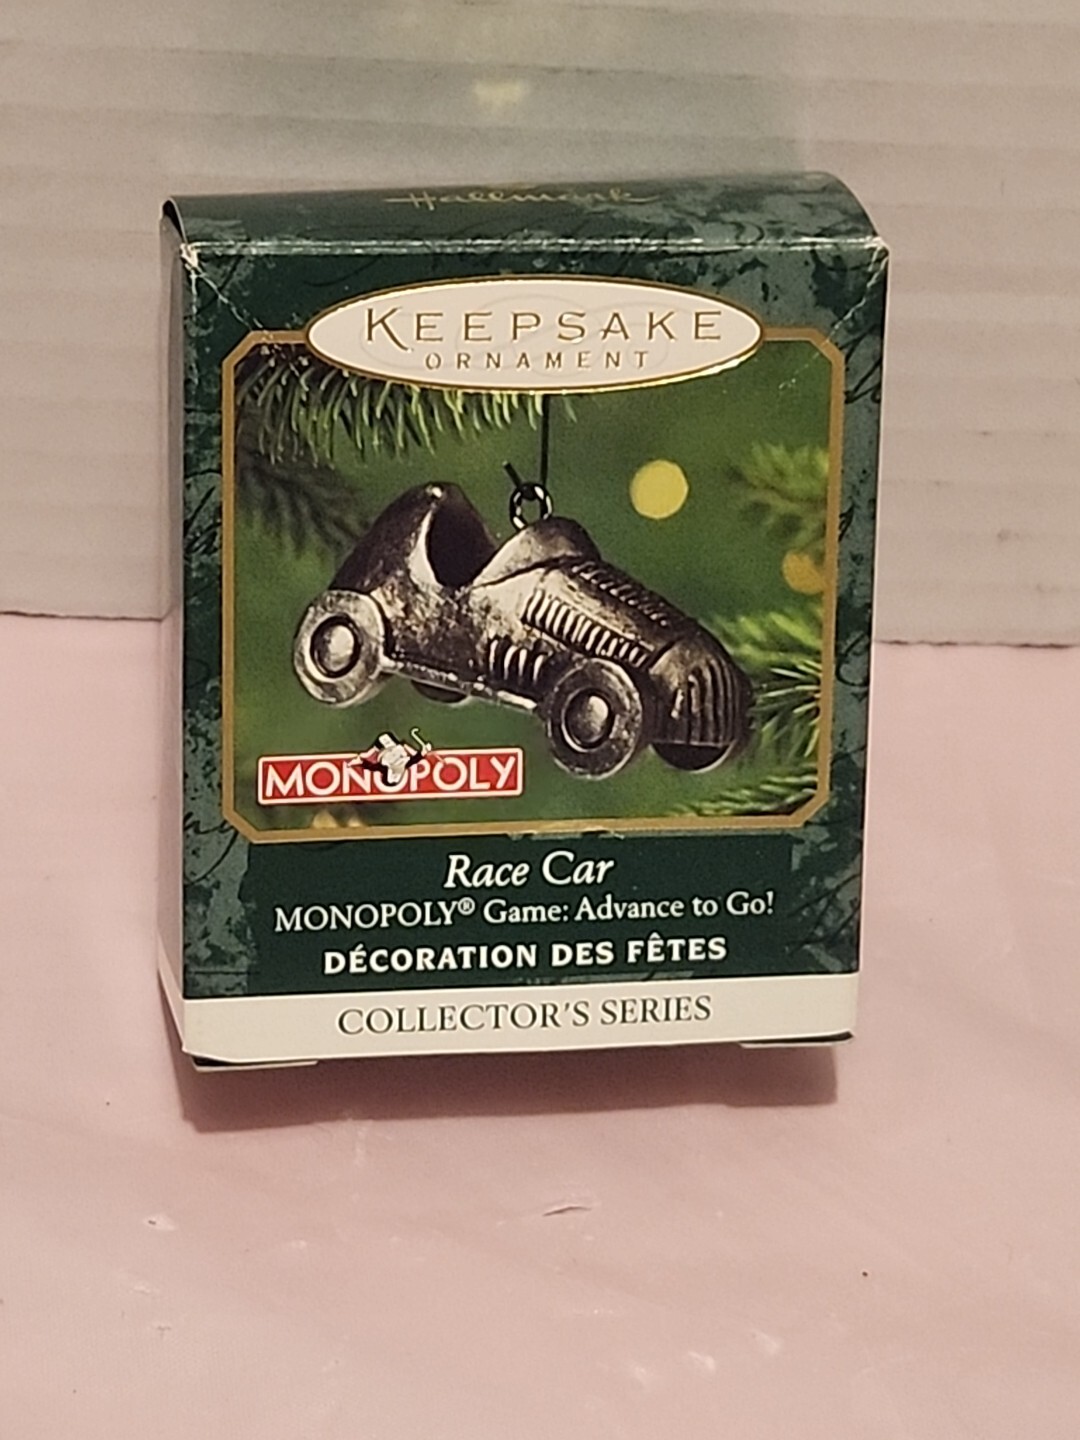 Hallmark
KEEPSAKE
ORNAMENT
MONOPOLY
Race Car
MONOPOLY® Game: Advance to Go!
DÉCORATION DES FÊTES
COLLECTOR'S SERIES